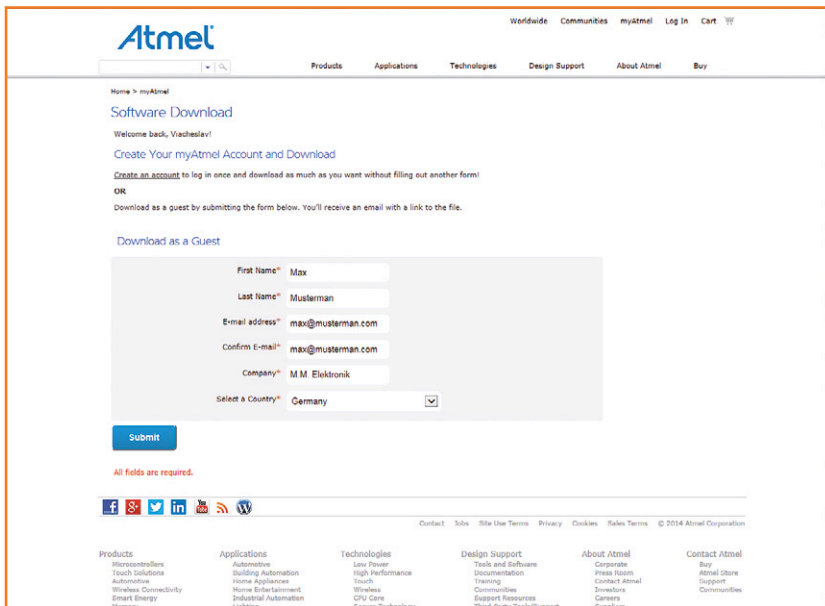 Worldwide Communities myAtmel Log In Cart
Atmel
Products Applications Technologies Design Support About Atmel Buy
Home > myAtmel
Software Download
Welcome back, Viacheslav!
Create Your myAtmel Account and Download
Create an account to log in once and download as much as you want without filling out another form!
OR
Download as a guest by submitting the form below. You'll receive an email with a link to the file.
Download as a Guest
First Name* Max
Last Name* Musterman
E-mail address* max@musterman.com
Confirm E-mail* max@musterman.com
Company* M.M. Elektronik
Select a Country* Germany
Submit
All fields are required.
Contact Jobs Site Use Terms Privacy Cookies Sales Terms © 2014 Atmel Corporation
Products Applications Technologies Design Support About Atmel Contact Atmel
Microcontrollers Automotive Low Power Tools and Software Corporate Buy
Touch Solutions Building Automation High Performance Documentation Press Room Atmel Store
Automotive Home Appliances Touch Training Contact Atmel Support
Wireless Connectivity Home Entertainment Wireless Communities Investors Communities
Smart Energy Industrial Automation CPU Core Support Resources Careers